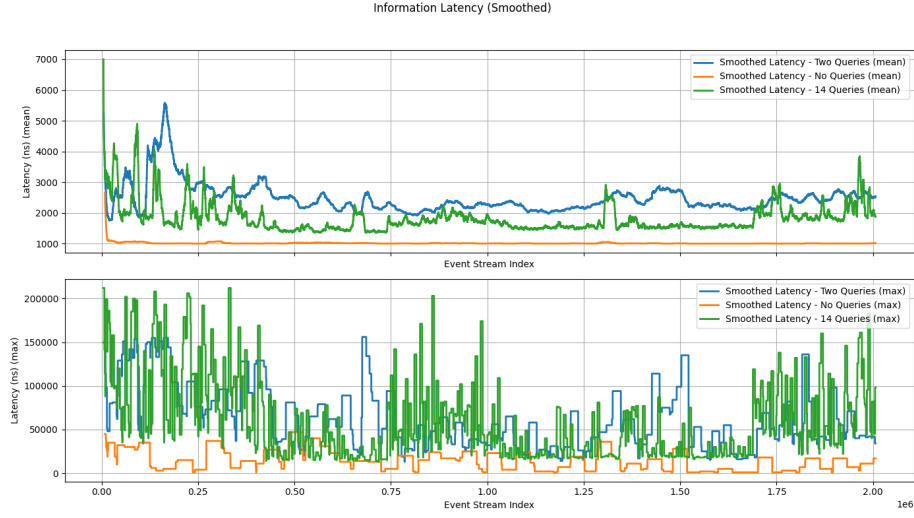 Information Latency (Smoothed)
7000
6000
5000
4000
3000
2000
1000
Latency (ns) (mean)
Smoothed Latency - Two Queries (mean)
Smoothed Latency - No Queries (mean)
Smoothed Latency - 14 Queries (mean)
Event Stream Index
200000
150000
100000
50000
0
Latency (ns) (max)
Smoothed Latency - Two Queries (max)
Smoothed Latency - No Queries (max)
Smoothed Latency - 14 Queries (max)
0.00 0.25 0.50 0.75 1.00 1.25 1.50 1.75 2.00
Event Stream Index
1e6